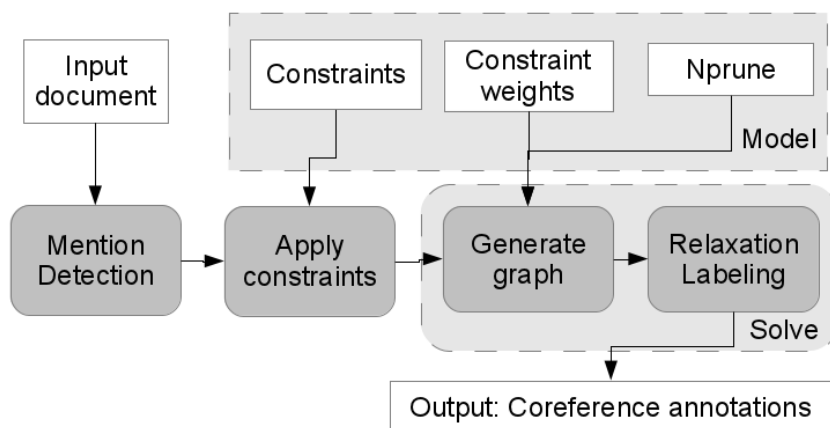 Input
document
Constraints
Constraint
weights
Nprune
Model
Mention
Detection
Apply
constraints
Generate
graph
Relaxation
Labeling
Solve
Output: Coreference annotations